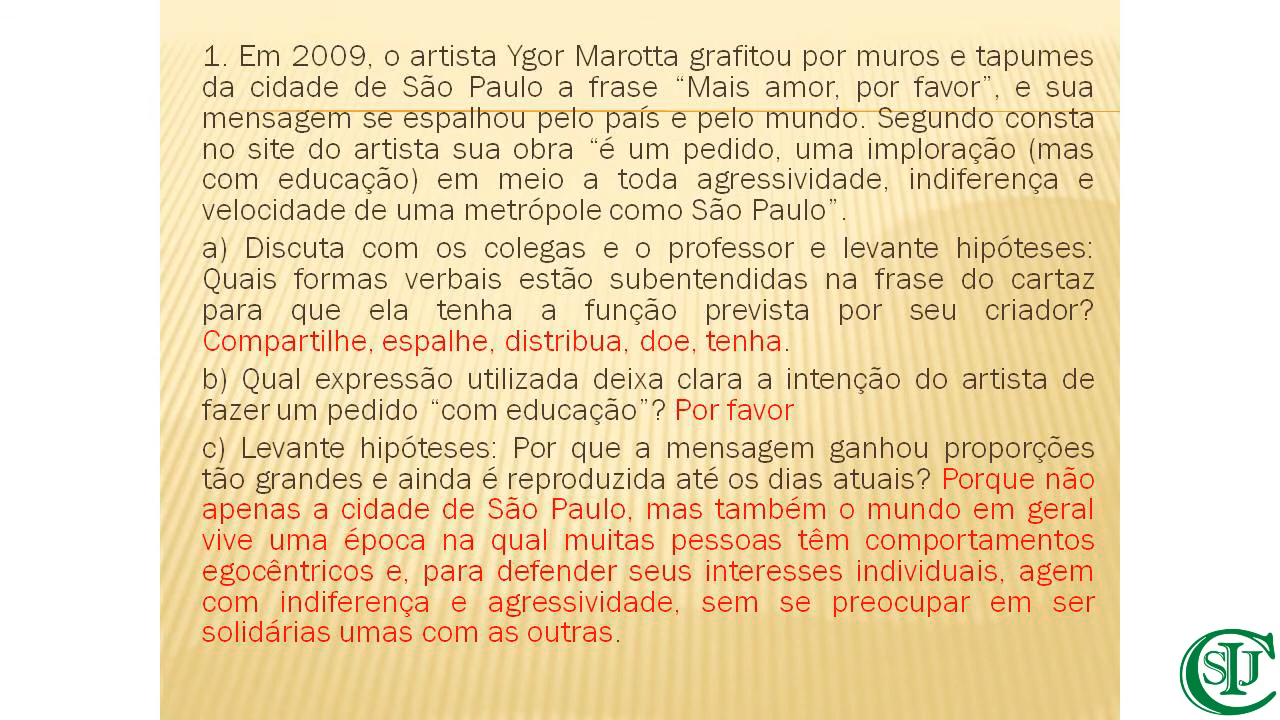 1. Em 2009, o artista Ygor Marotta grafitou por muros e tapumes
da cidade de São Paulo a frase “Mais amor, por favor”, e sua
mensagem se espalhou pelo país e pelo mundo. Segundo consta
no site do artista sua obra “é um pedido, uma imploração (mas
com educação) em meio a toda agressividade, indiferença e
velocidade de uma metrópole como São Paulo”.
a) Discuta com os colegas e o professor e levante hipóteses:
Quais formas verbais estão subentendidas na frase do cartaz
para que ela tenha a função prevista por seu criador?
Compartilhe, espalhe, distribua, doe, tenha.
b) Qual expressão utilizada deixa clara a intenção do artista de
fazer um pedido “com educação”? Por favor
c) Levante hipóteses: Por que a mensagem ganhou proporções
tão grandes e ainda é reproduzida até os dias atuais? Porque não
apenas a cidade de São Paulo, mas também o mundo em geral
vive uma época na qual muitas pessoas têm comportamentos
egocêntricos e, para defender seus interesses individuais, agem
com indiferença e agressividade, sem se preocupar em ser
solidárias umas com as outras.